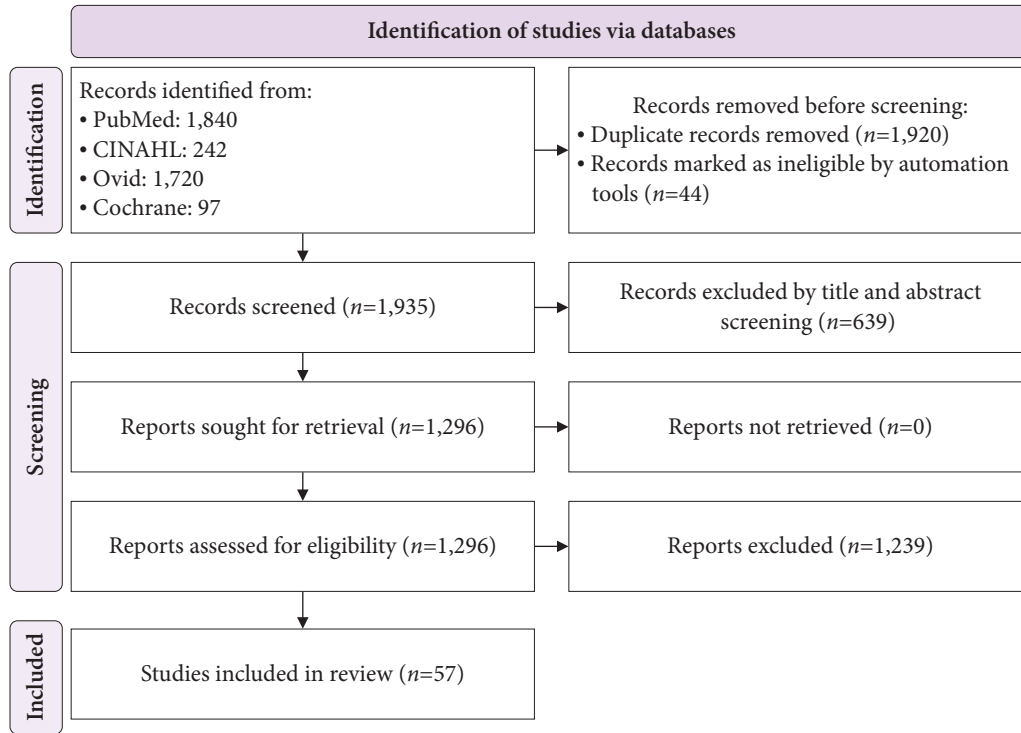 Identification of studies via databases
Identification
Records identified from:
• PubMed: 1,840
• CINAHL: 242
• Ovid: 1,720
• Cochrane: 97
Records removed before screening:
• Duplicate records removed (n=1,920)
• Records marked as ineligible by automation
tools (n=44)
Screening
Records screened (n=1,935)
Records excluded by title and abstract
screening (n=639)
Reports sought for retrieval (n=1,296)
Reports not retrieved (n=0)
Reports assessed for eligibility (n=1,296)
Reports excluded (n=1,239)
Included
Studies included in review (n=57)